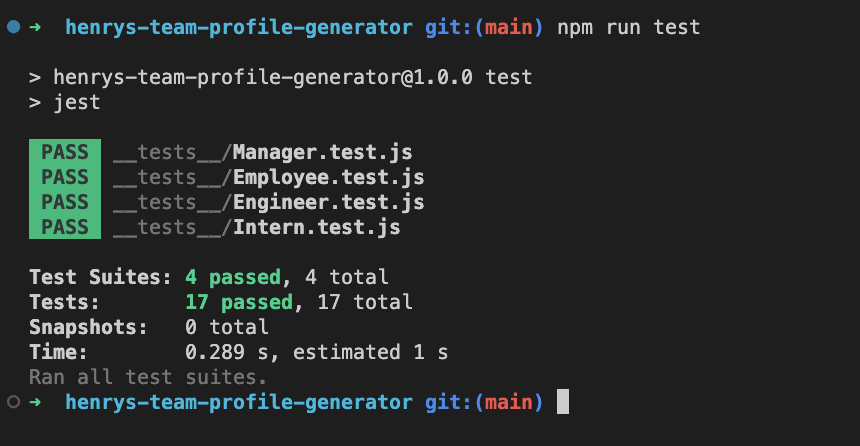 ➜ henrys-team-profile-generator git:(main) npm run test
> henrys-team-profile-generator@1.0.0 test
> jest
PASS __tests__/Manager.test.js
PASS __tests__/Employee.test.js
PASS __tests__/Engineer.test.js
PASS __tests__/Intern.test.js
Test Suites: 4 passed, 4 total
Tests: 17 passed, 17 total
Snapshots: 0 total
Time: 0.289 s, estimated 1 s
Ran all test suites.
➜ henrys-team-profile-generator git:(main)